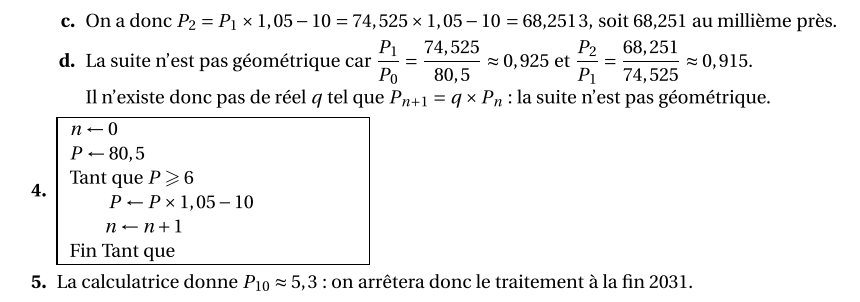 c. On a donc P₂ = P₁ × 1,05 − 10 = 74,525 × 1,05 − 10 = 68,251 3, soit 68,251 au millième près.
d. La suite n'est pas géométrique car P₁/P₀ = 74,525/80,5 ≈ 0,925 et P₂/P₁ = 68,251/74,525 ≈ 0,915.
Il n'existe donc pas de réel q tel que Pₙ₊₁ = q × Pₙ : la suite n'est pas géométrique.
4.
n ← 0
P ← 80,5
Tant que P ⩾ 6
P ← P × 1,05 − 10
n ← n + 1
Fin Tant que
5. La calculatrice donne P₁₀ ≈ 5,3 : on arrêtera donc le traitement à la fin 2031.